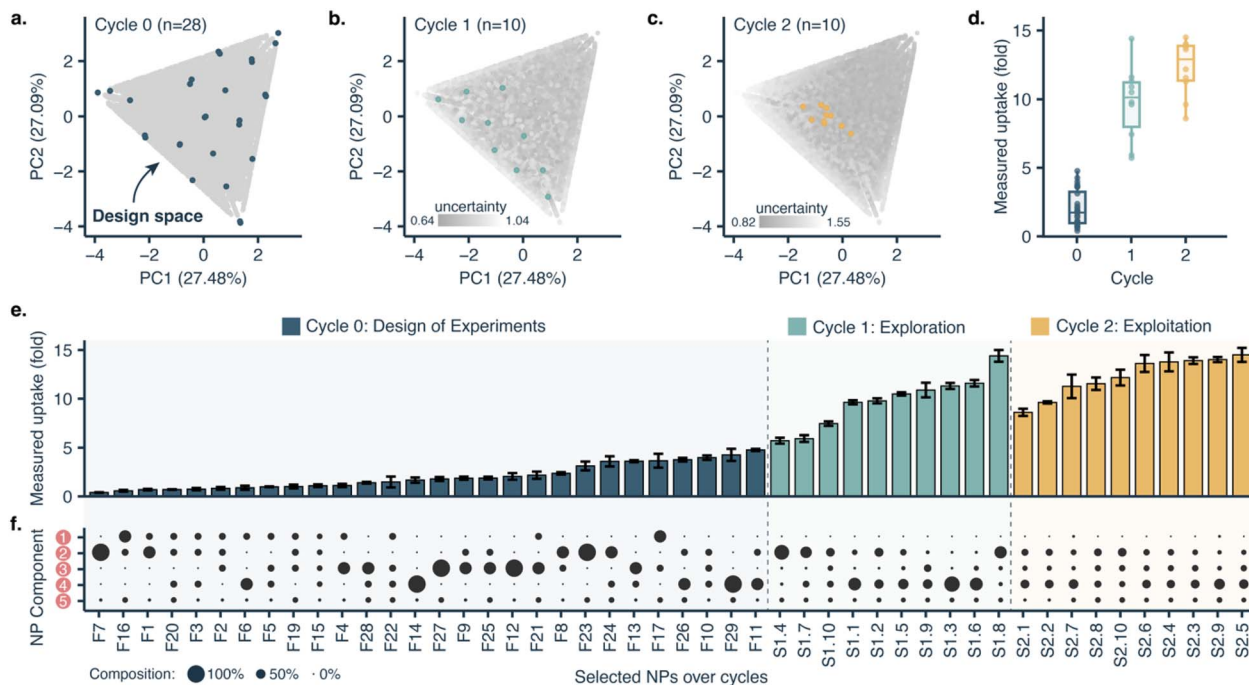 a.
Cycle 0 (n=28)
2
0
−2
−4
PC2 (27.09%)
Design space
−4 −2 0 2
PC1 (27.48%)
b.
Cycle 1 (n=10)
2
0
−2
−4
PC2 (27.09%)
uncertainty
0.64 1.04
−4 −2 0 2
PC1 (27.48%)
c.
Cycle 2 (n=10)
2
0
−2
−4
PC2 (27.09%)
uncertainty
0.82 1.55
−4 −2 0 2
PC1 (27.48%)
d.
15
10
5
0
Measured uptake (fold)
0 1 2
Cycle
e.
Cycle 0: Design of Experiments
Cycle 1: Exploration
Cycle 2: Exploitation
15
10
5
0
Measured uptake (fold)
f.
NP Component
1
2
3
4
5
F7 F16 F1 F20 F3 F2 F6 F5 F19 F15 F4 F28 F22 F14 F27 F9 F25 F12 F21 F8 F23 F24 F13 F17 F26 F10 F29 F11 S1.4 S1.7 S1.10 S1.11 S1.2 S1.5 S1.9 S1.3 S1.6 S1.8 S2.1 S2.2 S2.7 S2.8 S2.10 S2.6 S2.4 S2.3 S2.9 S2.5
Composition: 100% 50% 0%
Selected NPs over cycles